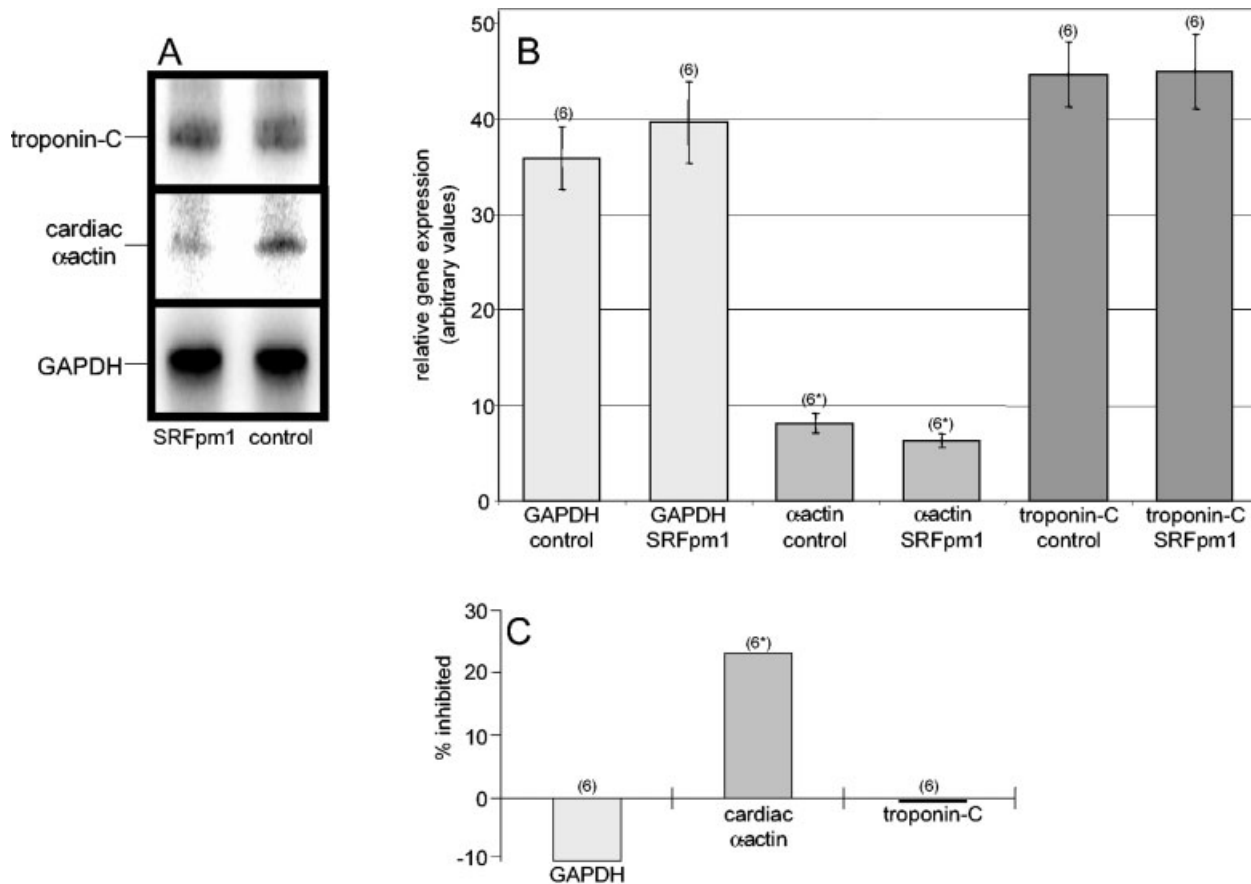 A
troponin-C
cardiac
αactin
GAPDH
SRFpm1 control
B
relative gene expression
(arbitrary values)
50
40
30
20
10
0
(6)
(6)
(6*)
(6*)
(6)
(6)
GAPDH
control
GAPDH
SRFpm1
αactin
control
αactin
SRFpm1
troponin-C
control
troponin-C
SRFpm1
C
% inhibited
30
20
10
0
-10
(6)
(6*)
(6)
GAPDH
cardiac
αactin
troponin-C